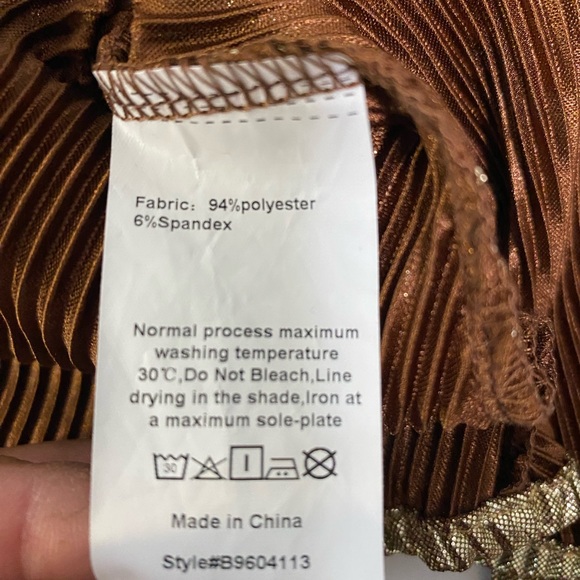 Fabric: 94%polyester
6%Spandex
Normal process maximum
washing temperature
30℃,Do Not Bleach,Line
drying in the shade,Iron at
a maximum sole-plate
30
Made in China
Style#B9604113